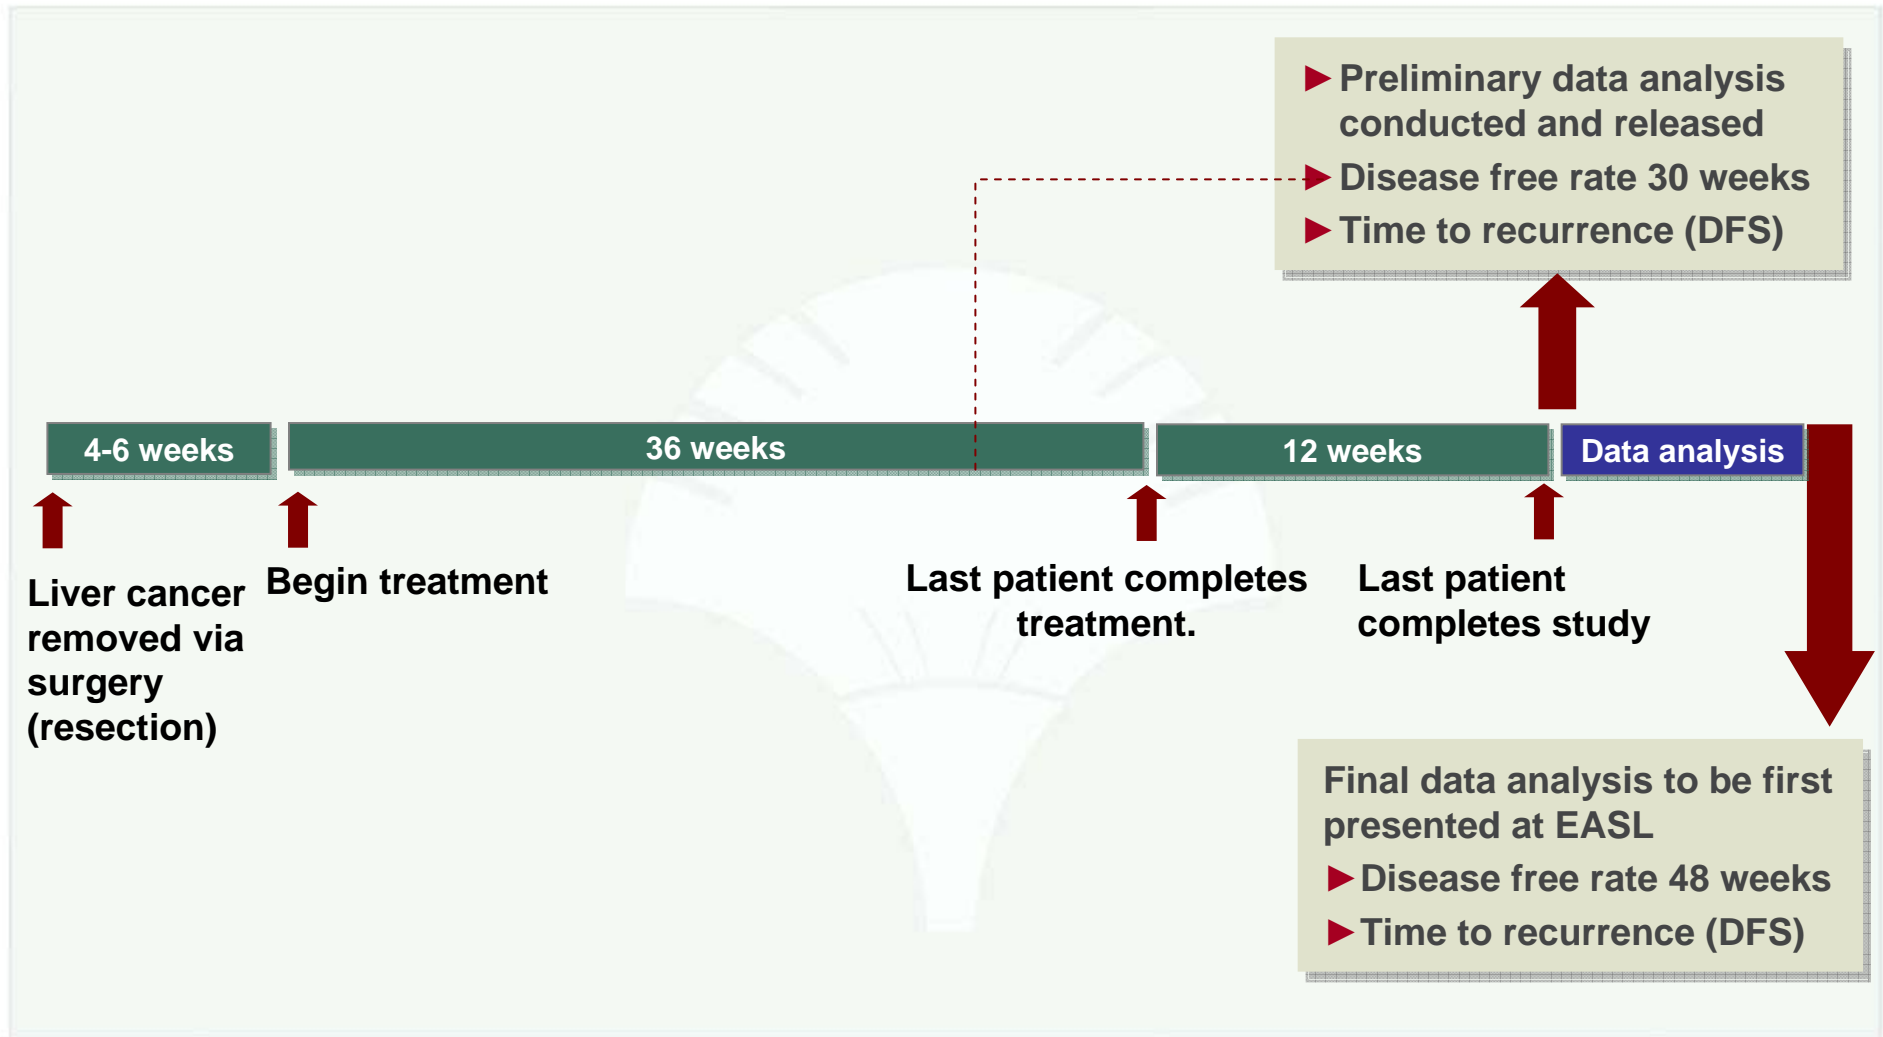 ► Preliminary data analysis
conducted and released
► Disease free rate 30 weeks
► Time to recurrence (DFS)
4-6 weeks
36 weeks
12 weeks
Data analysis
Liver cancer
removed via
surgery
(resection)
Begin treatment
Last patient completes
treatment.
Last patient
completes study
Final data analysis to be first
presented at EASL
► Disease free rate 48 weeks
► Time to recurrence (DFS)